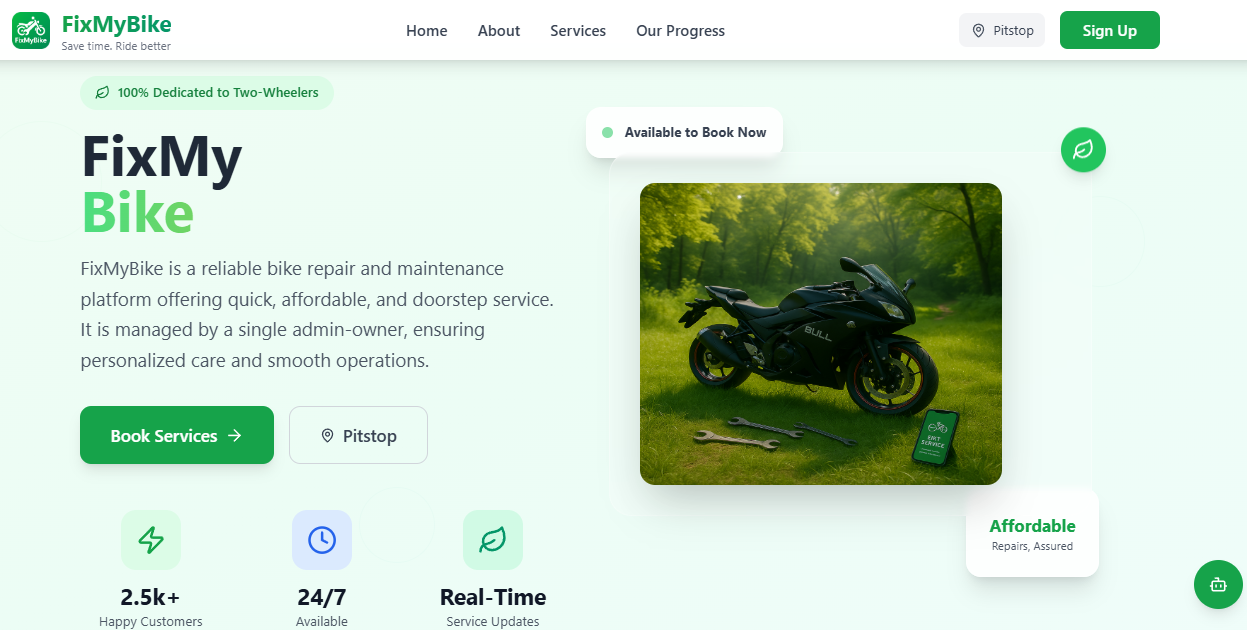 FixMyBike
FixMyBike
Save time. Ride better
Home
About
Services
Our Progress
Pitstop
Sign Up
100% Dedicated to Two-Wheelers
FixMy
Bike
FixMyBike is a reliable bike repair and maintenance
platform offering quick, affordable, and doorstep service.
It is managed by a single admin-owner, ensuring
personalized care and smooth operations.
Book Services
Pitstop
2.5k+
Happy Customers
24/7
Available
Real-Time
Service Updates
Available to Book Now
BULL
SERVICE
Affordable
Repairs, Assured